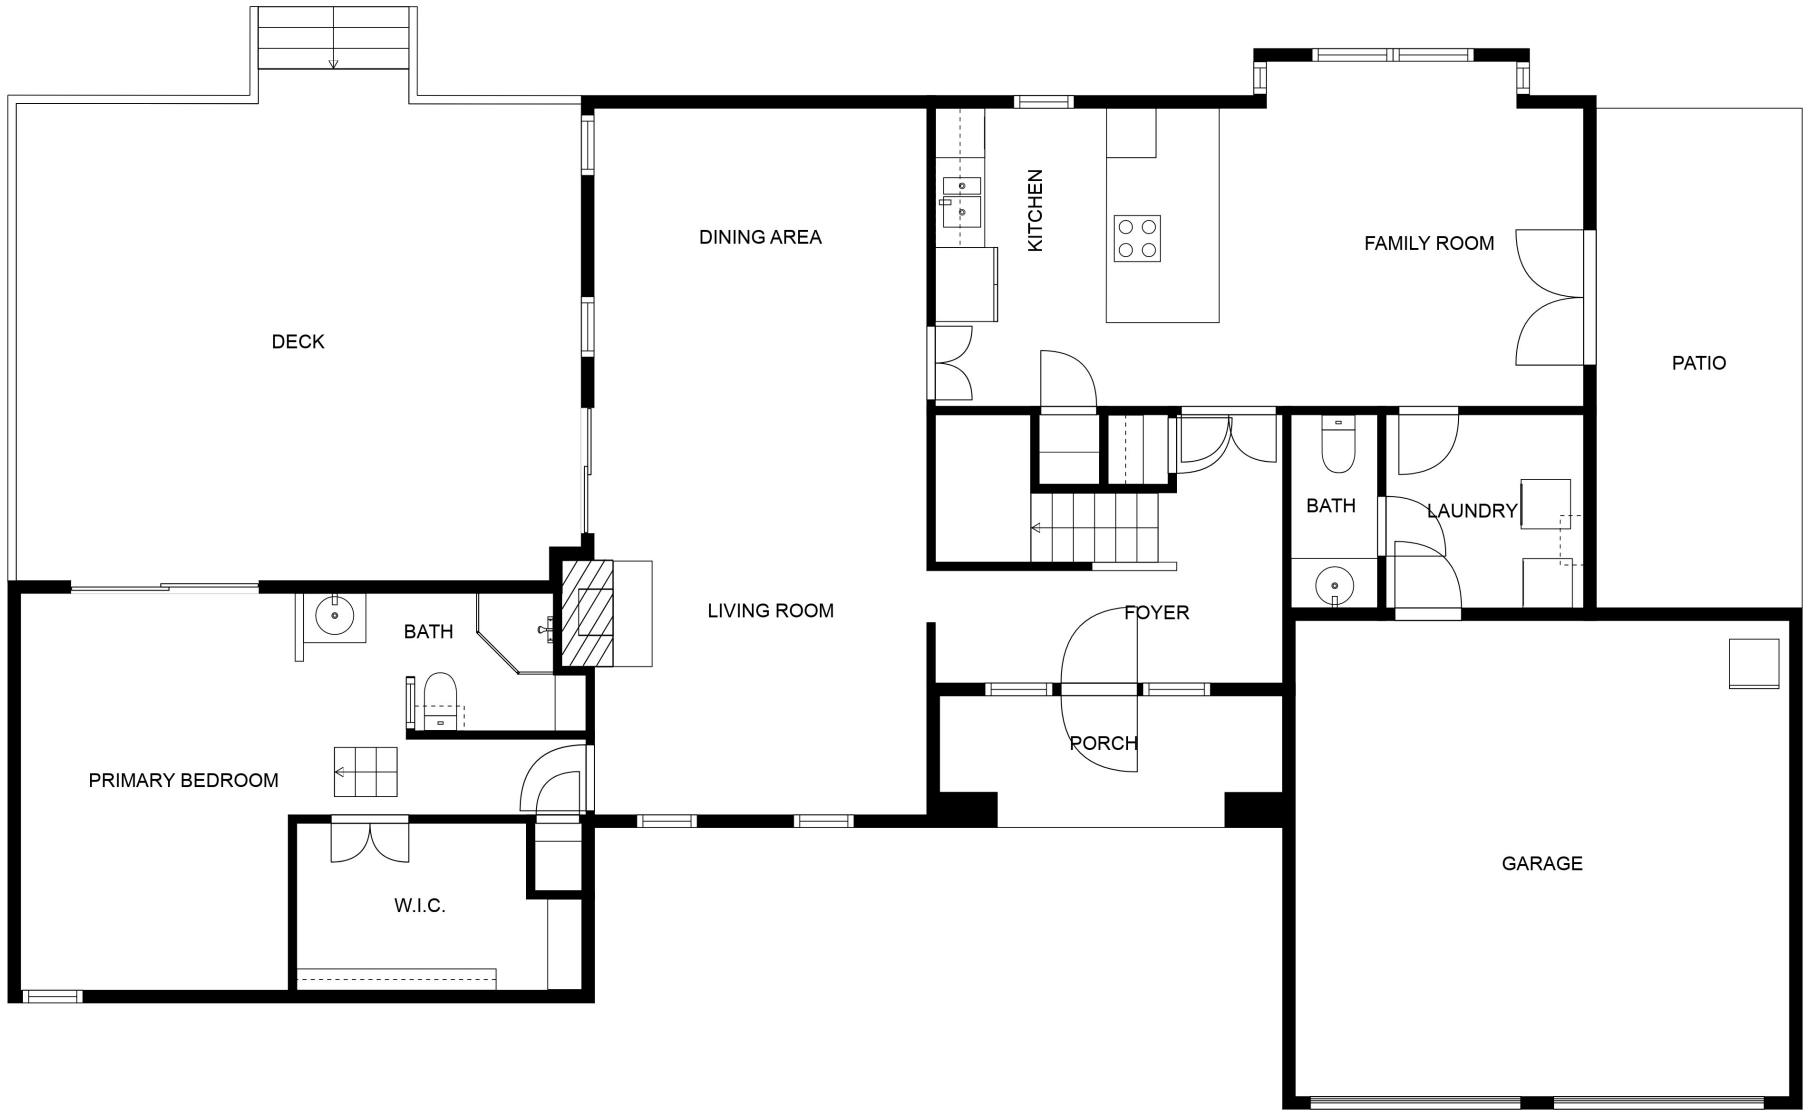 DINING AREA
KITCHEN
FAMILY ROOM
DECK
PATIO
BATH
LAUNDRY
LIVING ROOM
FOYER
BATH
PORCH
PRIMARY BEDROOM
GARAGE
W.I.C.